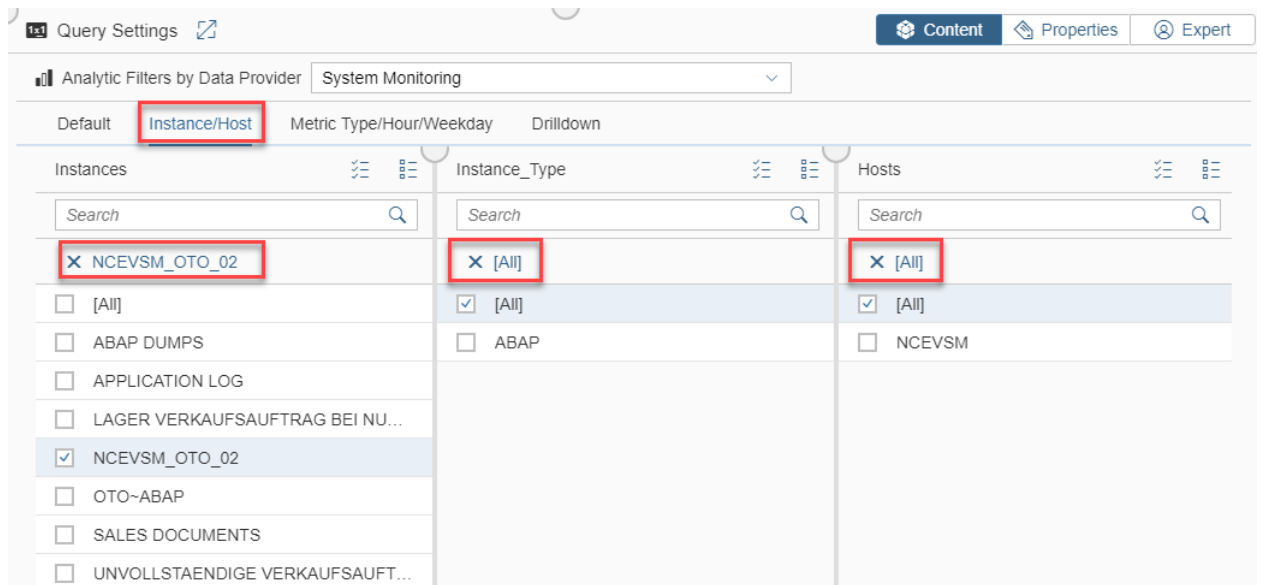 1x1 Query Settings Content Properties Expert
Analytic Filters by Data Provider System Monitoring
Default Instance/Host Metric Type/Hour/Weekday Drilldown
Instances Instance_Type Hosts
Search Search Search
NCEVSM_OTO_02 [All] [All]
[All] [All] [All]
ABAP DUMPS ABAP NCEVSM
APPLICATION LOG
LAGER VERKAUFSAUFTRAG BEI NU...
NCEVSM_OTO_02
OTO~ABAP
SALES DOCUMENTS
UNVOLLSTAENDIGE VERKAUFSAUFT...